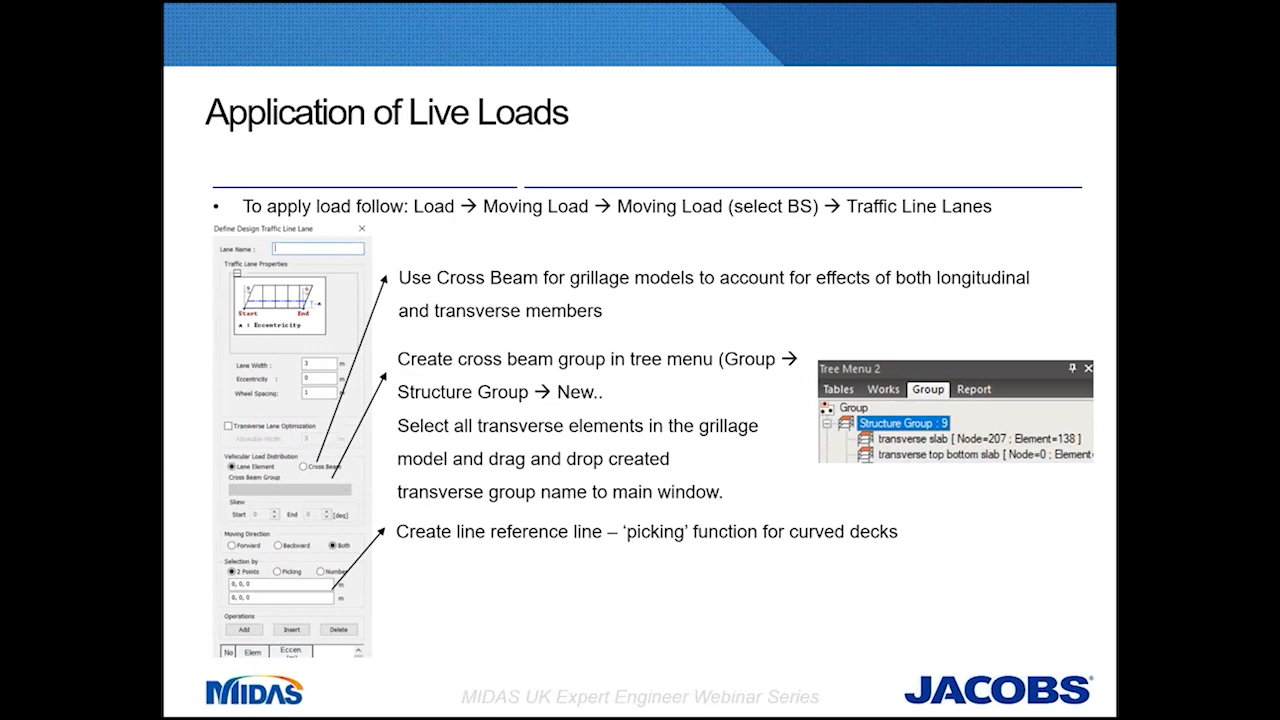 Application of Live Loads
• To apply load follow: Load → Moving Load → Moving Load (select BS) → Traffic Line Lanes
Define Design Traffic Line Lane
Lane Name :
Traffic Lane Properties
Start End
a : Eccentricity
Lane Width : 3 m
Eccentricity : 0 m
Wheel Spacing: 1 m
Transverse Lane Optimization
Allowable Width : 3 m
Vehicular Load Distribution
Lane Element Cross Beam
Cross Beam Group
Skew
Start 0 End 0 [deg]
Moving Direction
Forward Backward Both
Selection by
2 Points Picking Number
0, 0, 0 m
0, 0, 0 m
Operations
Add Insert Delete
No Elem Eccen.
Use Cross Beam for grillage models to account for effects of both longitudinal
and transverse members
Create cross beam group in tree menu (Group →
Structure Group → New..
Select all transverse elements in the grillage
model and drag and drop created
transverse group name to main window.
Create line reference line – ‘picking’ function for curved decks
Tree Menu 2
Tables Works Group Report
Group
Structure Group : 9
transverse slab [ Node=207 ; Element=138 ]
transverse top bottom slab [ Node=0 ; Element
MIDAS
MIDAS UK Expert Engineer Webinar Series
JACOBS®